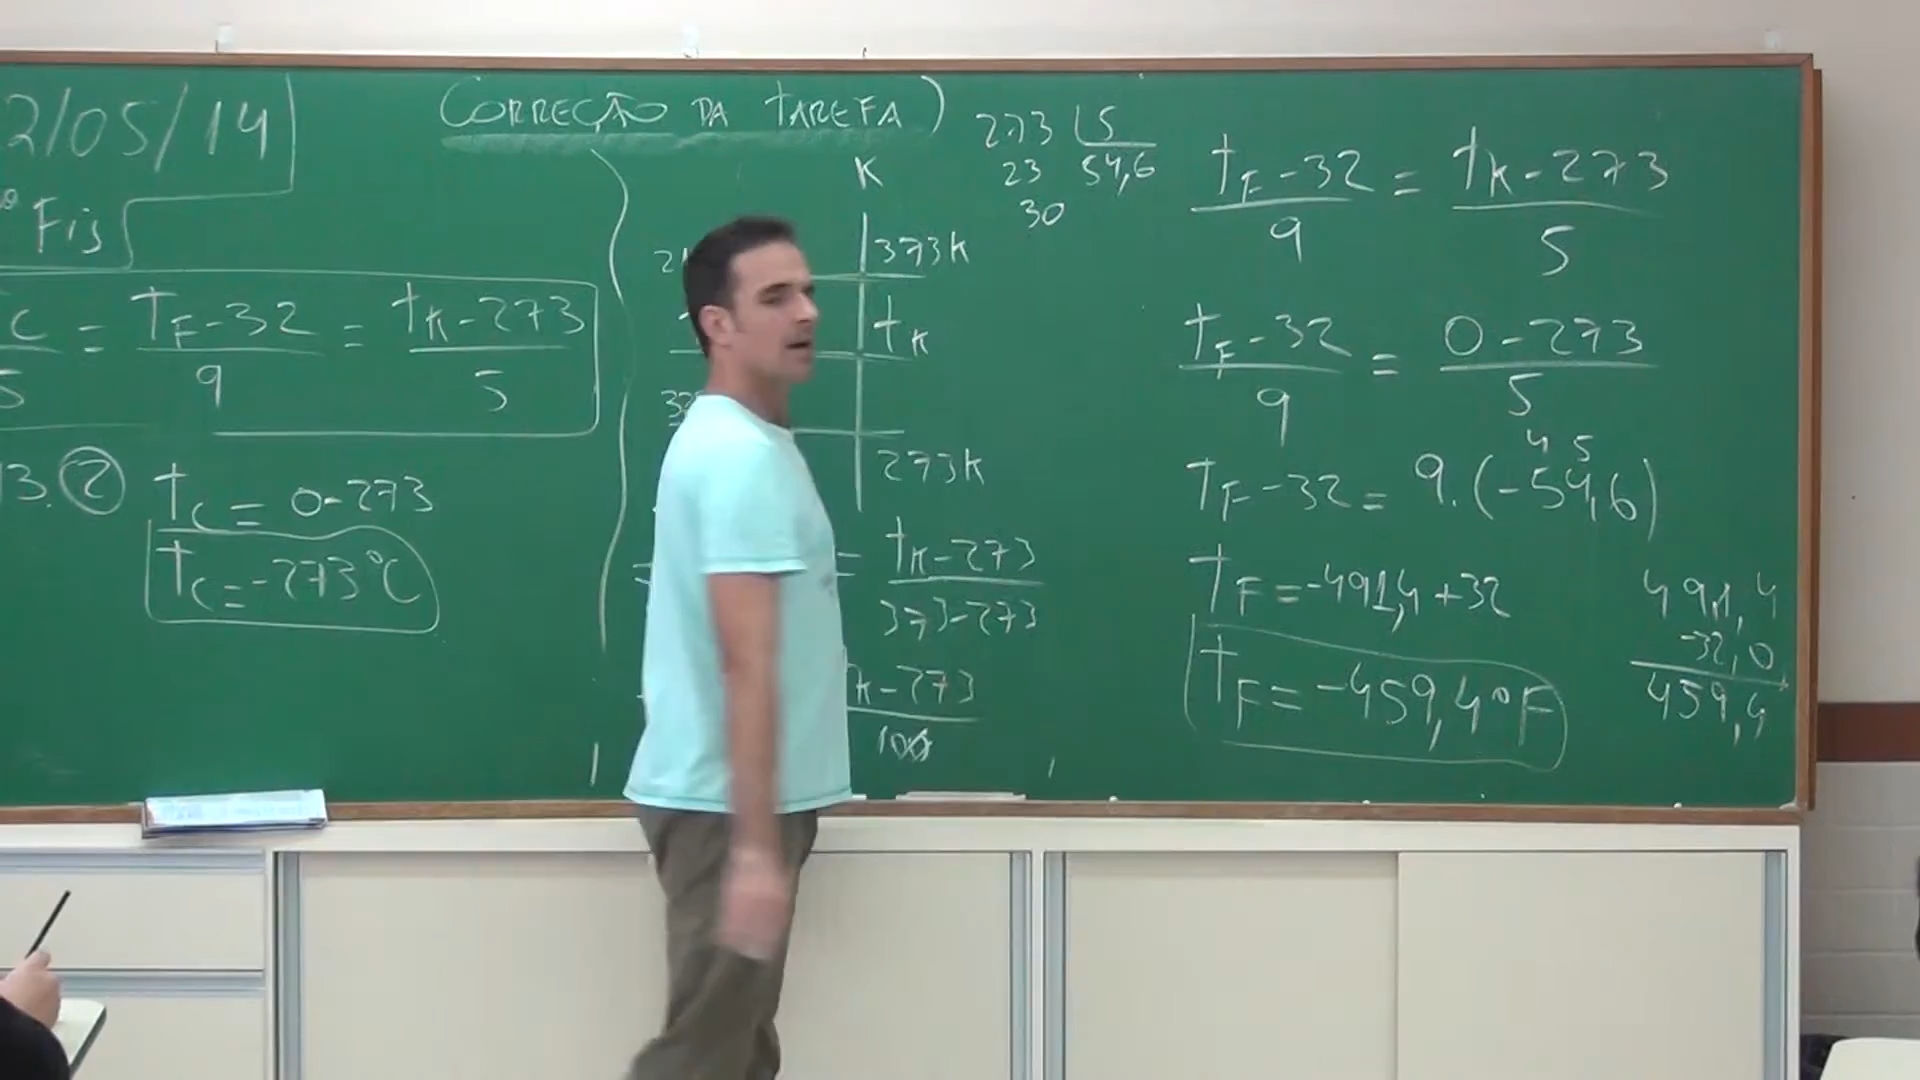 2/05/14
Fis
(CORREÇÃO DA TAREFA)
C = tF-32 = tK-273
5 9 5
13. 2 tC = 0-273
tC = -273°C
K
373K
tK
32
273K
= tK-273
373-273
K-273
100
273 5
23 54,6
30
tF-32 = tK-273
9 5
tF-32 = 0-273
9 5
4 5
tF-32 = 9.(-54,6)
tF = -491,4+32
tF = -459,4°F
491,4
-32,0
459,4